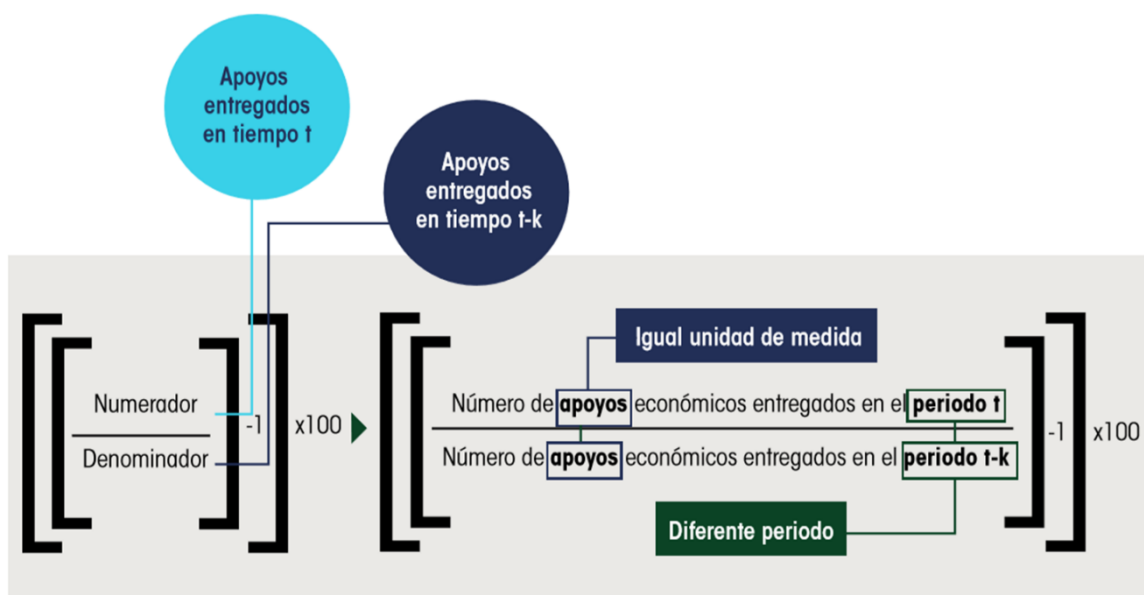 Apoyos
entregados
en tiempo t
Apoyos
entregados
en tiempo t-k
Igual unidad de medida
Numerador
Denominador
-1
x100
Número de apoyos económicos entregados en el periodo t
Número de apoyos económicos entregados en el periodo t-k
-1
x100
Diferente periodo